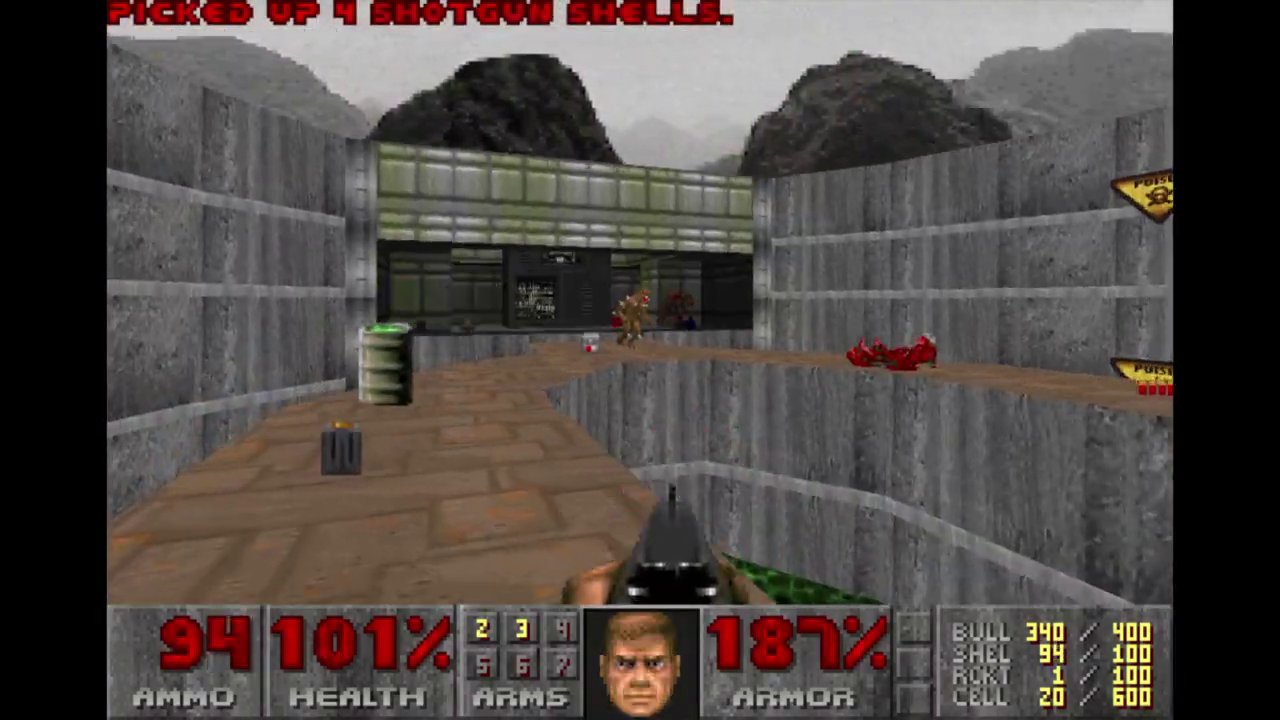 PICKED UP 4 SHOTGUN SHELLS.
94 101% 2 3 4 187% BULL 340 / 400
5 6 7 SHEL 94 / 100
RCKT 1 / 100
AMMO HEALTH ARMS ARMOR CELL 20 / 600